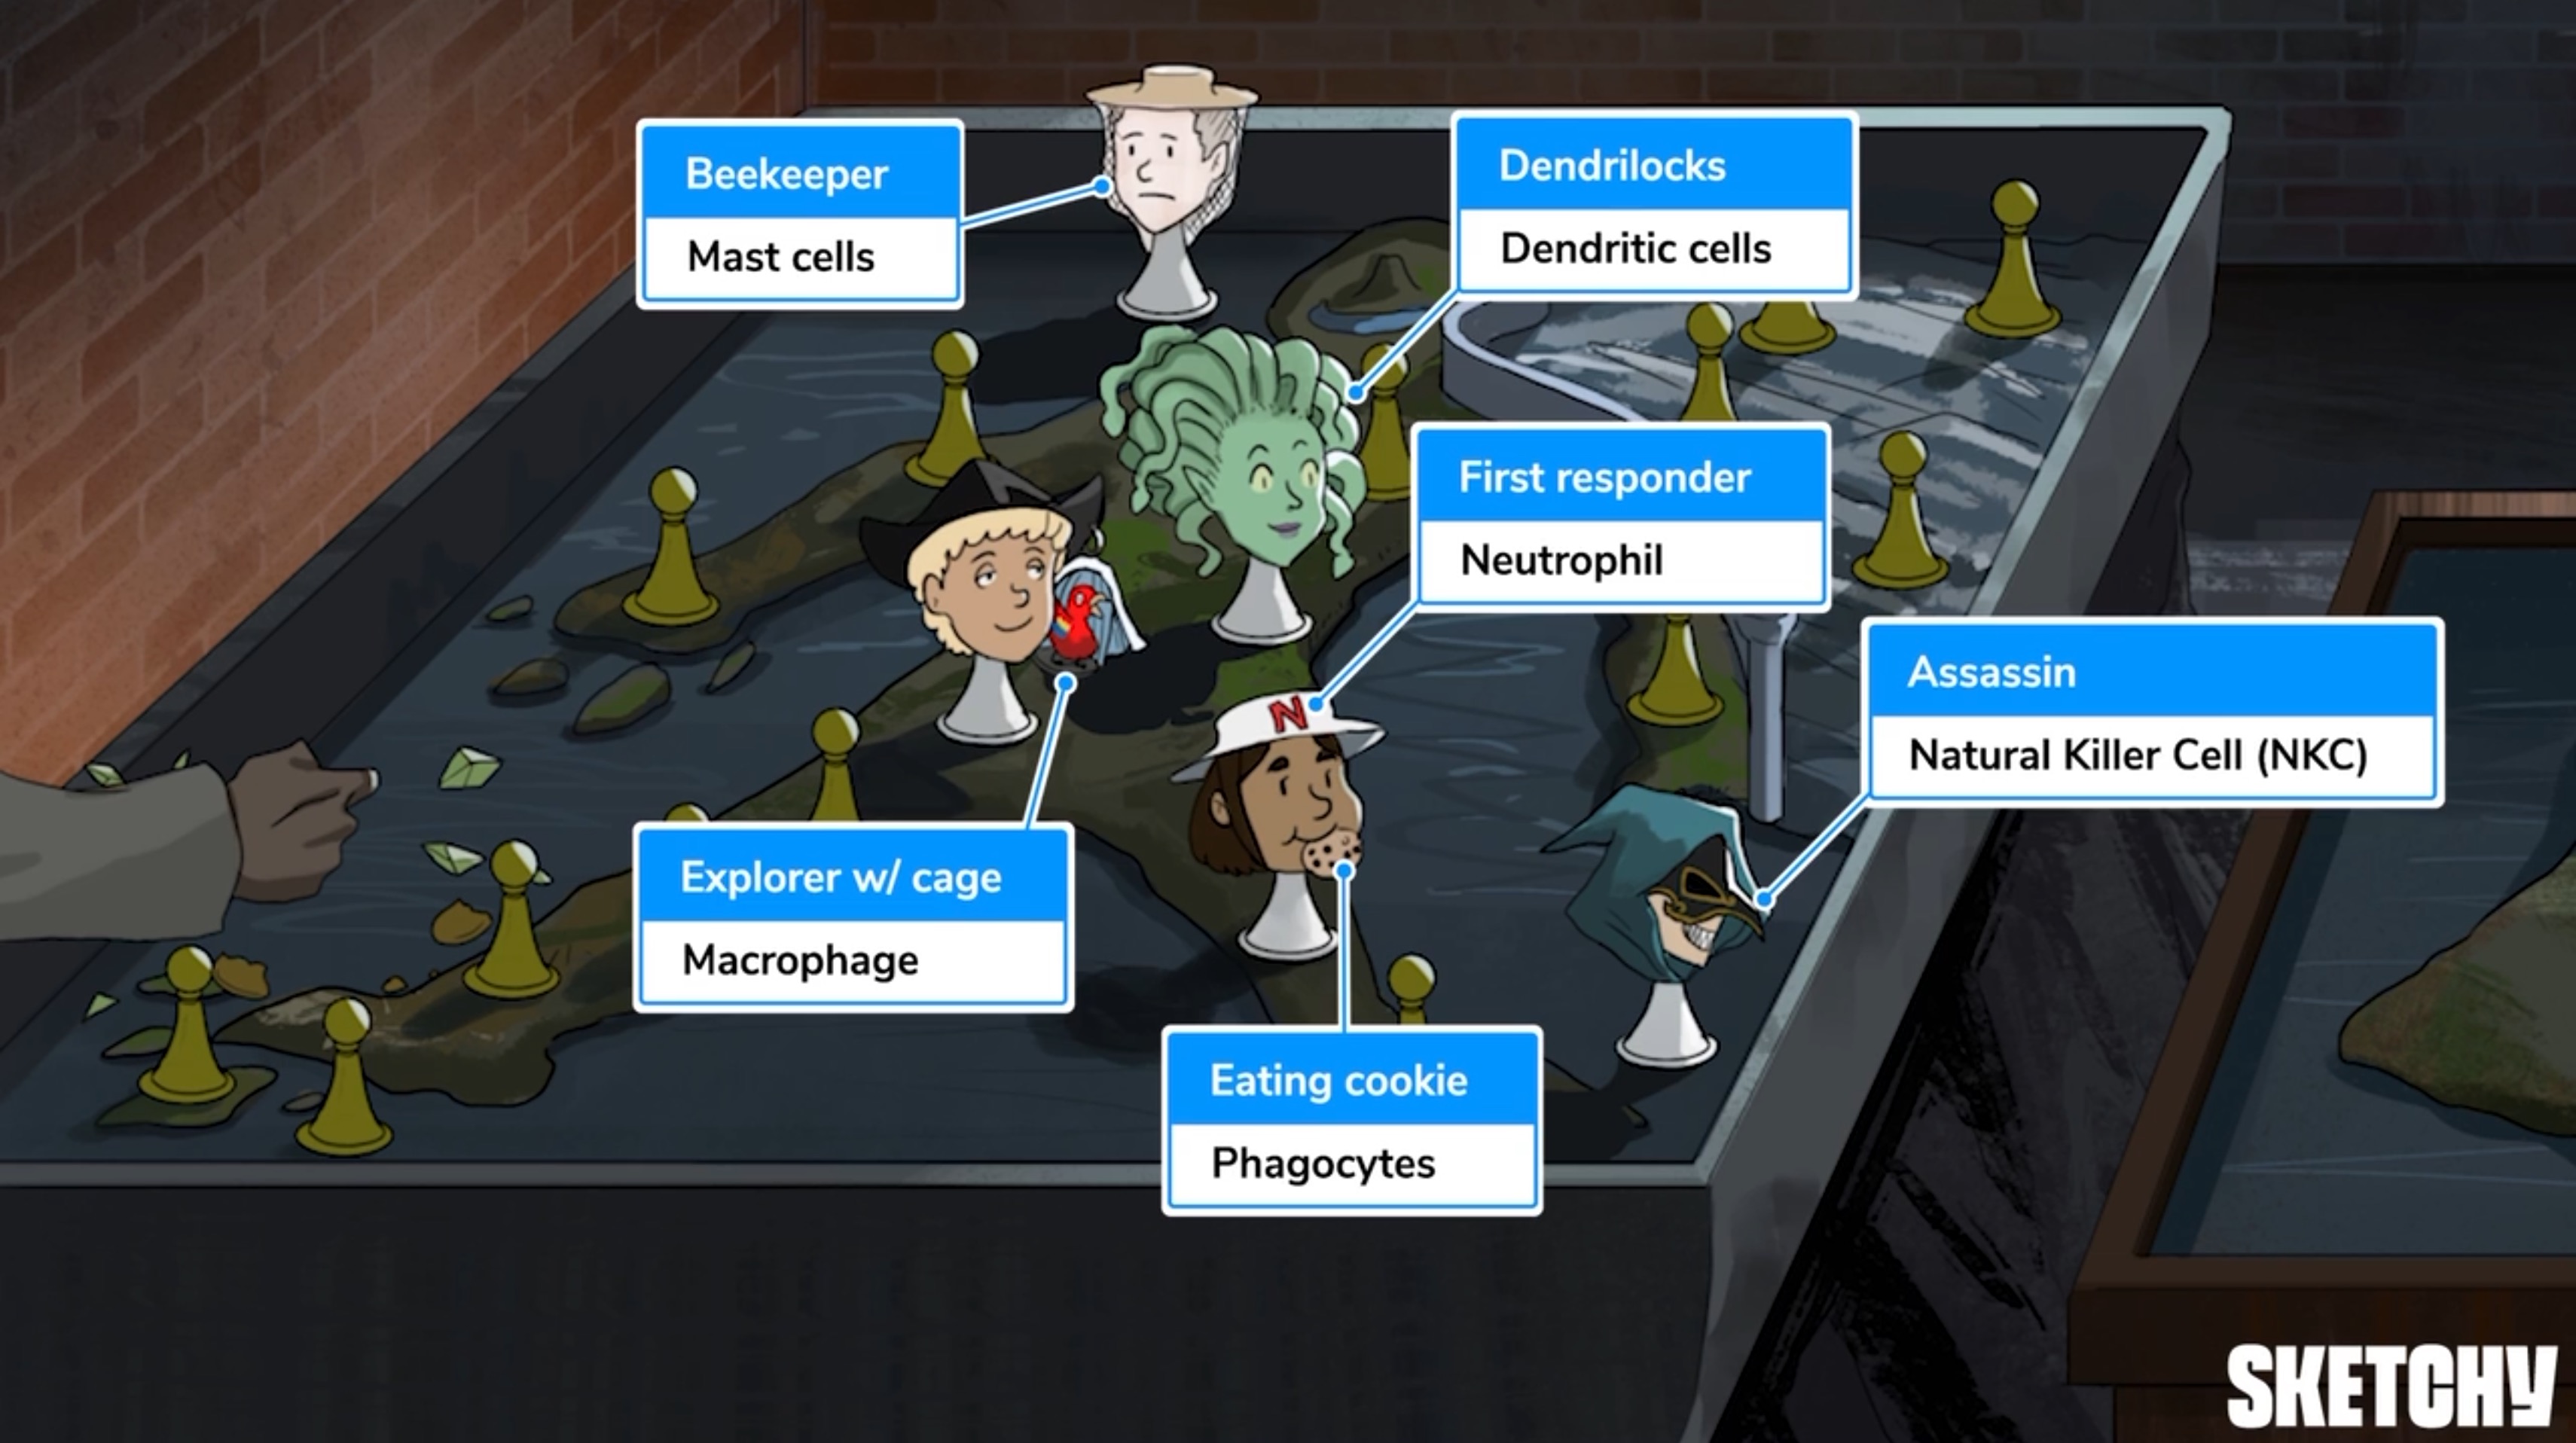 Beekeeper
Mast cells
Dendrilocks
Dendritic cells
First responder
Neutrophil
N
Assassin
Natural Killer Cell (NKC)
Explorer w/ cage
Macrophage
Eating cookie
Phagocytes
SKETCHY